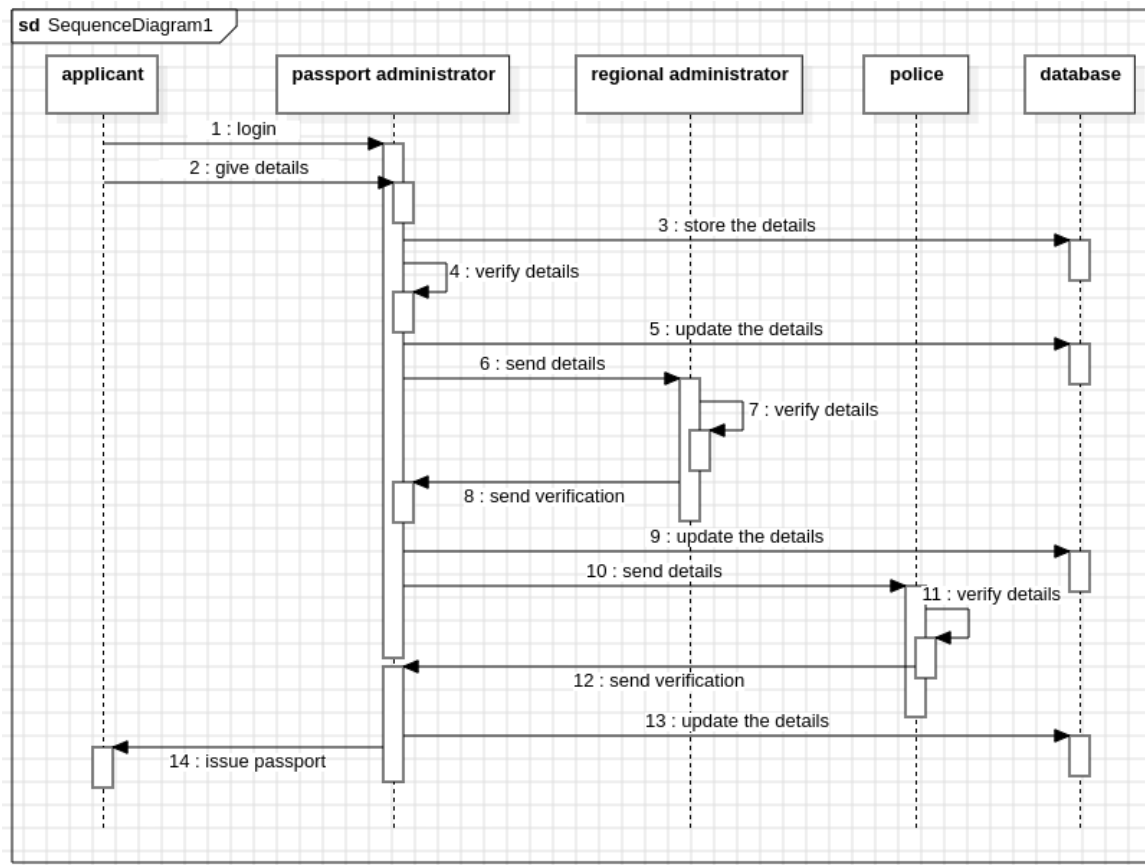 sd SequenceDiagram1
applicant
passport administrator
regional administrator
police
database
1 : login
2 : give details
3 : store the details
4 : verify details
5 : update the details
6 : send details
7 : verify details
8 : send verification
9 : update the details
10 : send details
11 : verify details
12 : send verification
13 : update the details
14 : issue passport